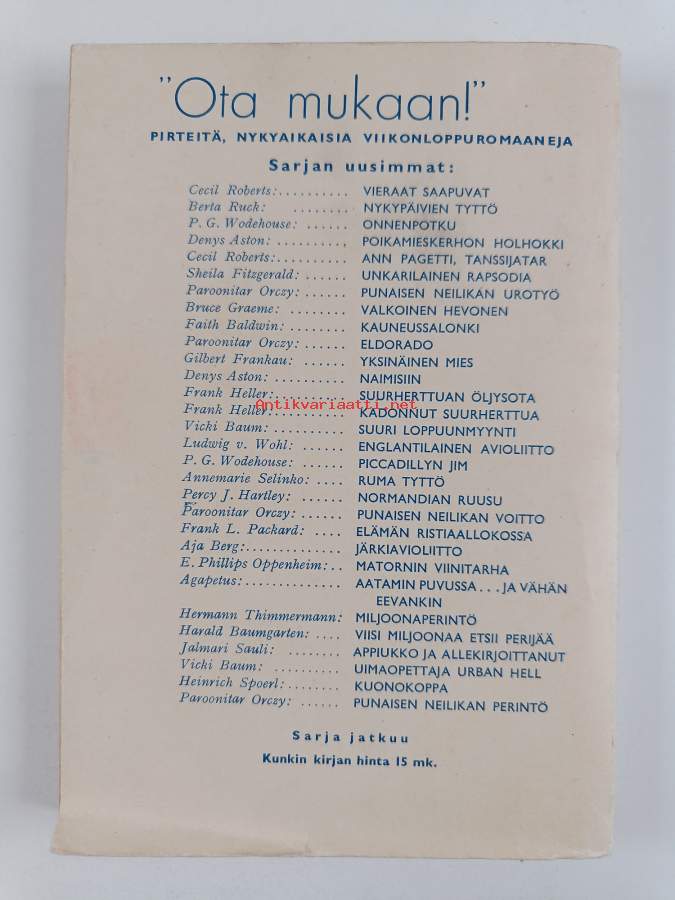 "Ota mukaan!"
PIRTEITÄ, NYKYAIKAISIA VIIKONLOPPUROMAANEJA
Sarjan uusimmat:
Cecil Roberts:.......... VIERAAT SAAPUVAT
Berta Ruck: ........ NYKYPÄIVIEN TYTTÖ
P. G. Wodehouse: ...... ONNENPOTKU
Denys Aston: .......... POIKAMIESKERHON HOLHOKKI
Cecil Roberts:.......... ANN PAGETTI, TANSSIJATAR
Sheila Fitzgerald: ...... UNKARILAINEN RAPSODIA
Paroonitar Orczy: ...... PUNAISEN NEILIKAN UROTYÖ
Bruce Graeme: ........ VALKOINEN HEVONEN
Faith Baldwin: ........ KAUNEUSSALONKI
Paroonitar Orczy: ...... ELDORADO
Gilbert Frankau: ...... YKSINÄINEN MIES
Denys Aston: .......... NAIMISIIN
Frank Heller:.......... SUURHERTTUAN ÖLJYSOTA
Antikvariaatti.net
Frank Heller:.......... KADONNUT SUURHERTTUA
Vicki Baum: .......... SUURI LOPPUUNMYYNTI
Ludwig v. Wohl: ...... ENGLANTILAINEN AVIOLIITTO
P. G. Wodehouse: ...... PICCADILLYN JIM
Annemarie Selinko: .... RUMA TYTTÖ
Percy J. Hartley: ...... NORMANDIAN RUUSU
Paroonitar Orczy: ...... PUNAISEN NEILIKAN VOITTO
Frank L. Packard: .... ELÄMÄN RISTIAALLOKOSSA
Aja Berg:.............. JÄRKIAVIOLIITTO
E. Phillips Oppenheim: .. MATORNIN VIINITARHA
Agapetus:.............. AATAMIN PUVUSSA...JA VÄHÄN
EEVANKIN
Hermann Thimmermann: MILJOONAPERINTÖ
Harald Baumgarten: .... VIISI MILJOONAA ETSII PERIJÄÄ
Jalmari Sauli: ........ APPIUKKO JA ALLEKIRJOITTANUT
Vicki Baum: .......... UIMAOPETTAJA URBAN HELL
Heinrich Spoerl:........ KUONOKOPPA
Paroonitar Orczy: ...... PUNAISEN NEILIKAN PERINTÖ
Sarja jatkuu
Kunkin kirjan hinta 15 mk.